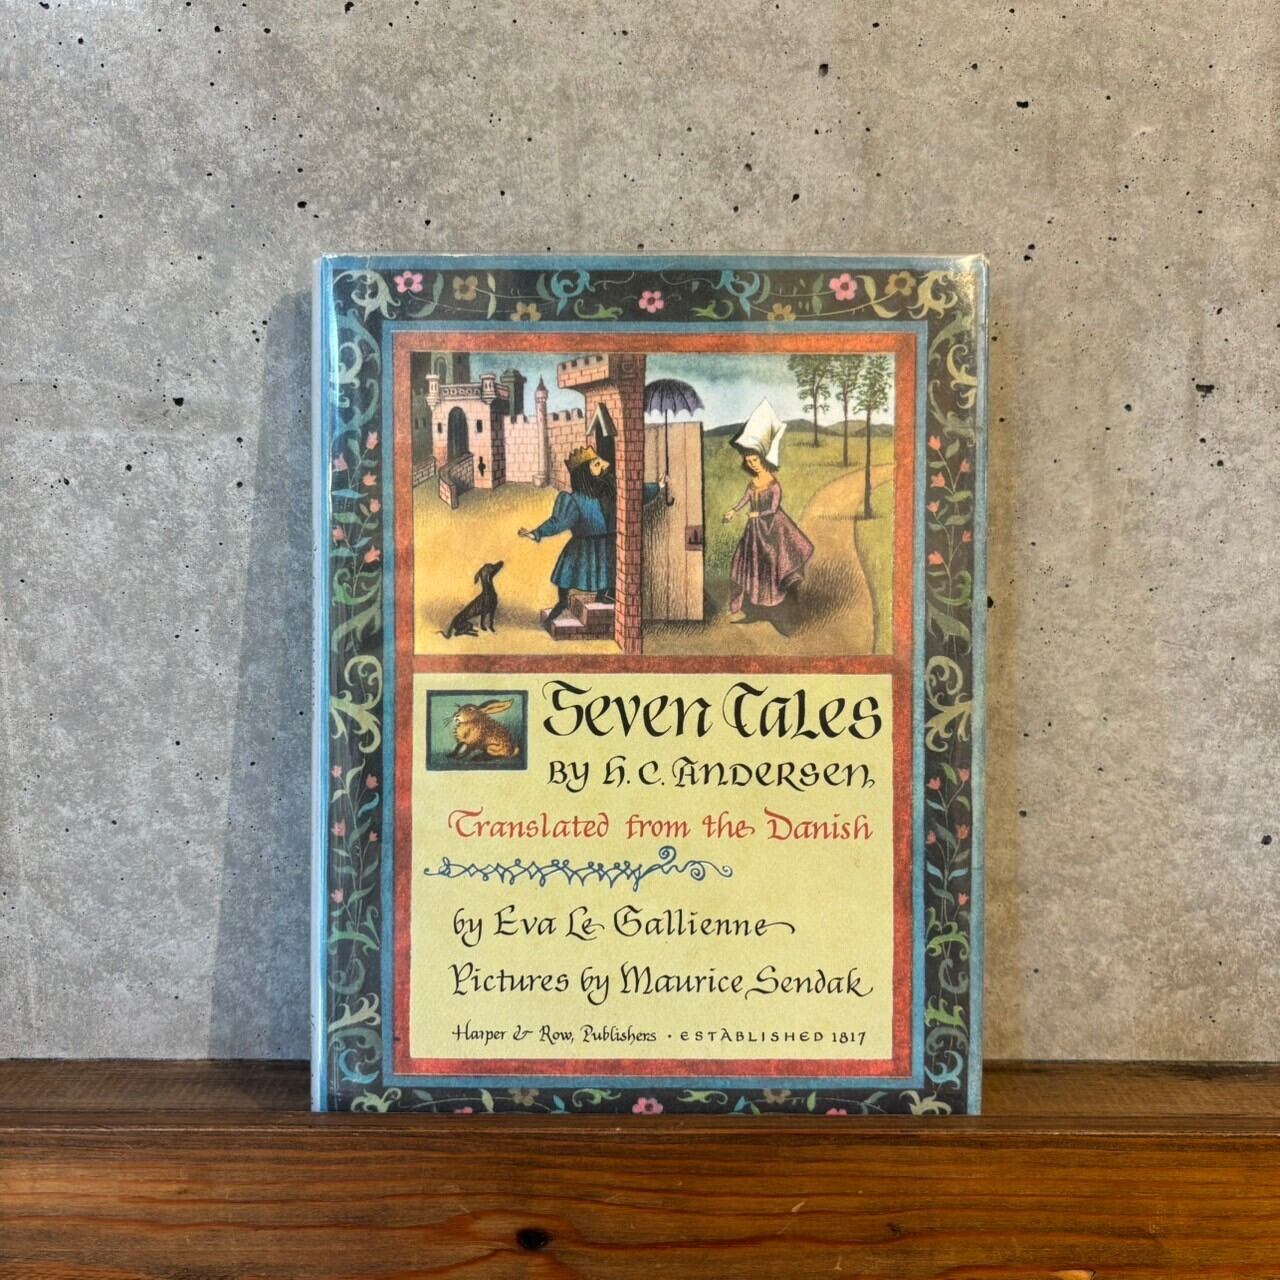 Seven Tales
by H. C. Andersen
Translated from the Danish
by Eva Le Gallienne
Pictures by Maurice Sendak
Harper & Row, Publishers · ESTABLISHED 1817